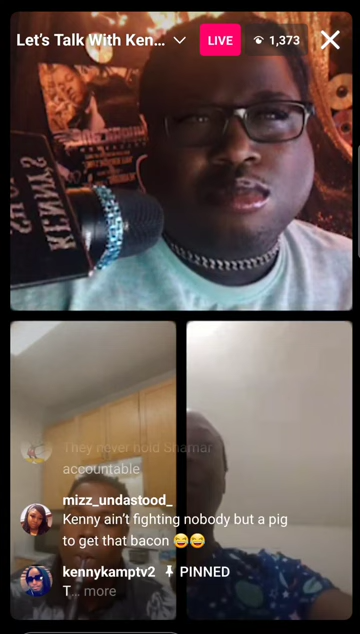 Let's Talk With Ken...
LIVE
1,373
KENNYS
They never hold Shamar
accountable
mizz_undastood_
Kenny ain't fighting nobody but a pig
to get that bacon 😂😂
kennykamptv2 📌 PINNED
T... more